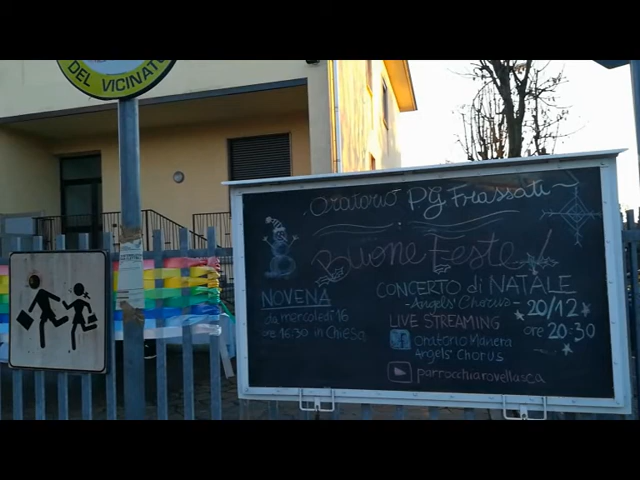 DEL VICINATO
Oratorio PG Frassati
Buone Feste!
NOVENA
da mercoledì 16
ore 16:30 in Chiesa
CONCERTO di NATALE
- Angels' Chorus -
20/12
ore 20:30
LIVE STREAMING
f Oratorio Manera
Angels' Chorus
parrocchiarovellasca